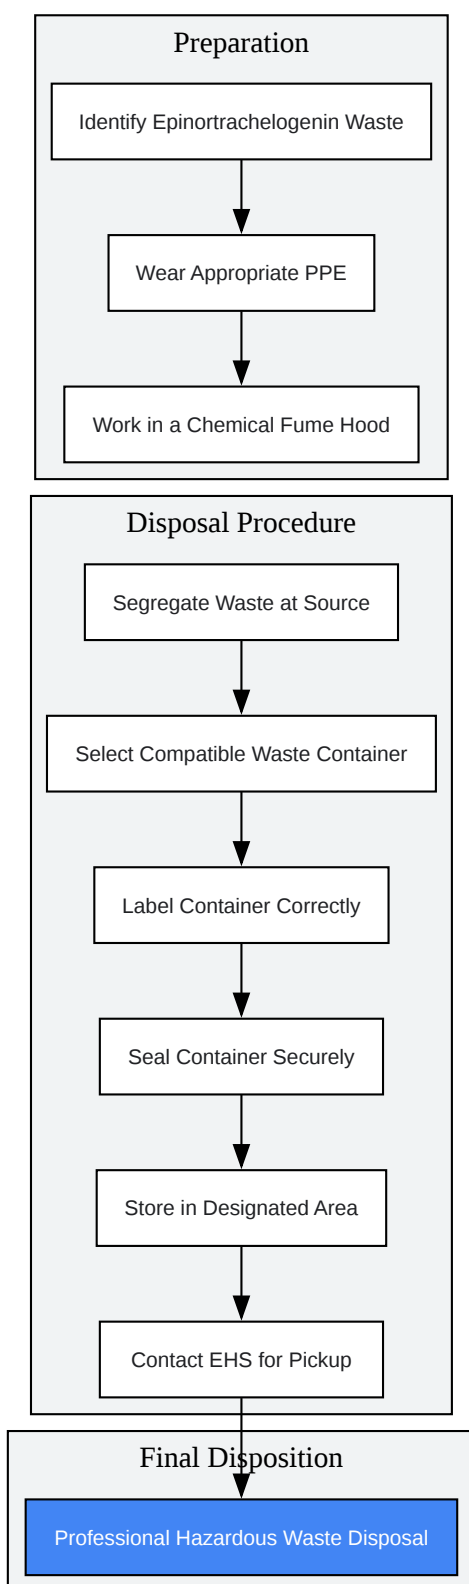 Preparation
Identify Epinortrachelogenin Waste
Wear Appropriate PPE
Work in a Chemical Fume Hood
Disposal Procedure
Segregate Waste at Source
Select Compatible Waste Container
Label Container Correctly
Seal Container Securely
Store in Designated Area
Contact EHS for Pickup
Final Disposition
Professional Hazardous Waste Disposal